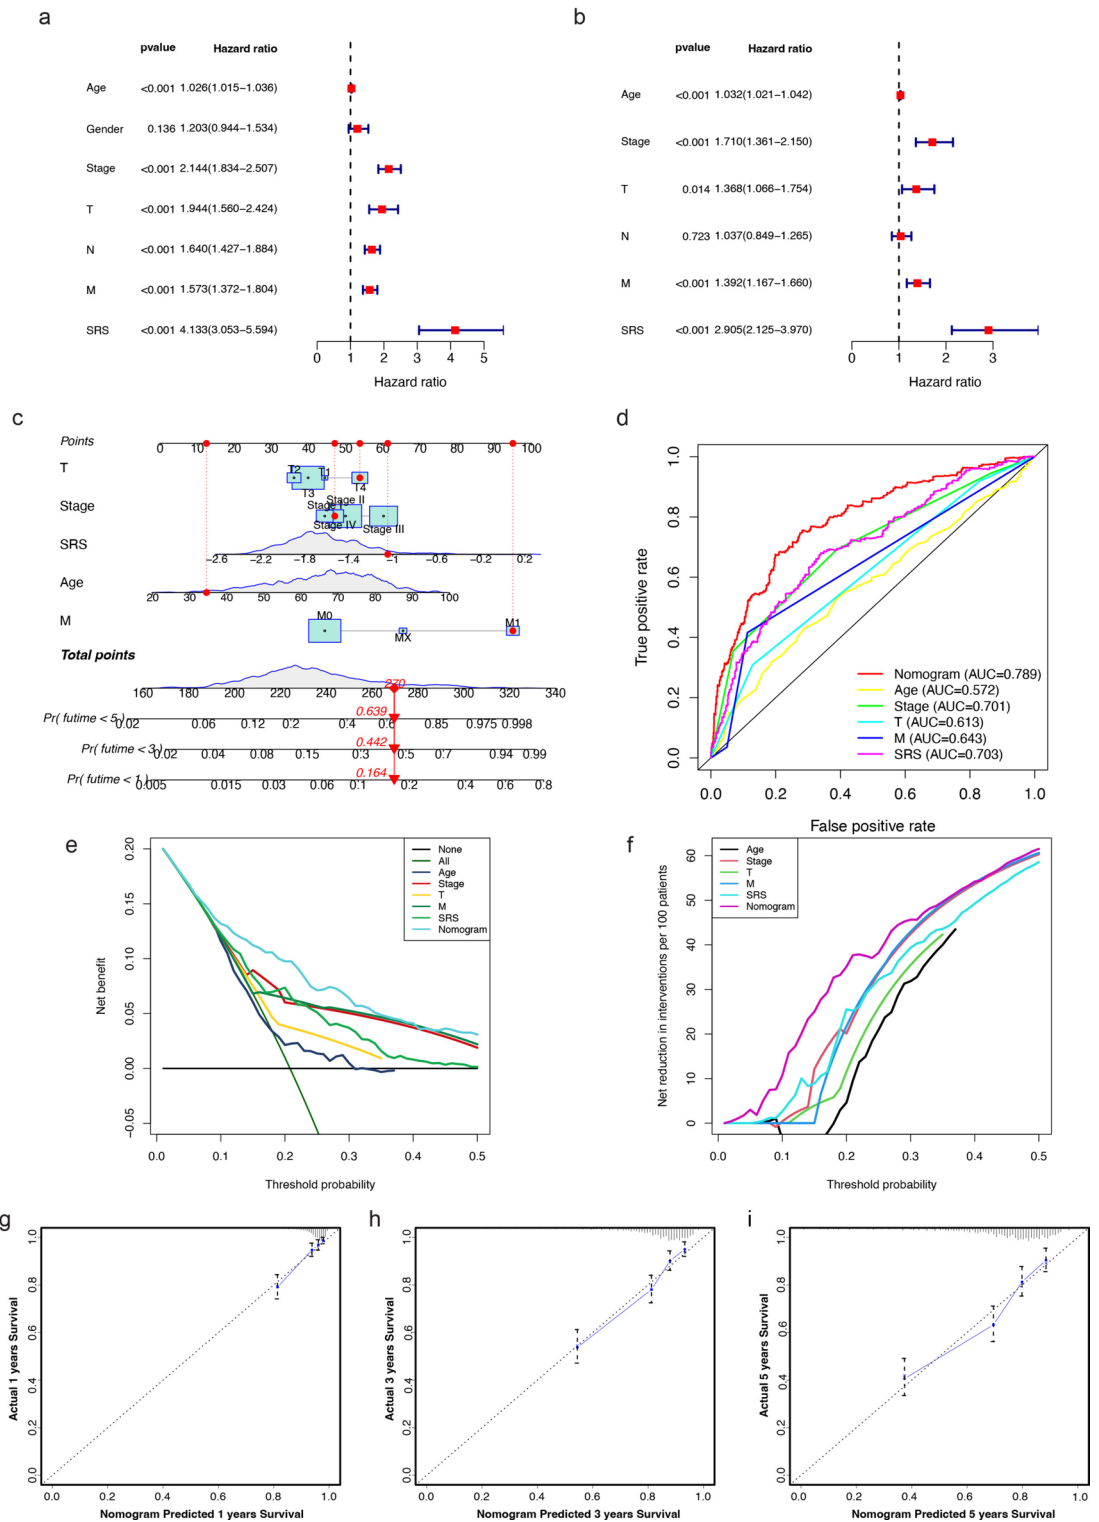 a
pvalue Hazard ratio
Age <0.001 1.026(1.015−1.036)
Gender 0.136 1.203(0.944−1.534)
Stage <0.001 2.144(1.834−2.507)
T <0.001 1.944(1.560−2.424)
N <0.001 1.640(1.427−1.884)
M <0.001 1.573(1.372−1.804)
SRS <0.001 4.133(3.053−5.594)
0 1 2 3 4 5
Hazard ratio
b
pvalue Hazard ratio
Age <0.001 1.032(1.021−1.042)
Stage <0.001 1.710(1.361−2.150)
T 0.014 1.368(1.066−1.754)
N 0.723 1.037(0.849−1.265)
M <0.001 1.392(1.167−1.660)
SRS <0.001 2.905(2.125−3.970)
0 1 2 3
Hazard ratio
c
Points
0 10 20 30 40 50 60 70 80 90 100
T
T2 T1
T3 T4
Stage
Stage II
Stage IV Stage III
SRS
−2.6 −2.2 −1.8 −1.4 −1 −0.6 −0.2 0.2
Age
20 30 40 50 60 70 80 90 100
M
M0 MX M1
Total points
270
160 180 200 220 240 260 280 300 320 340
0.639
Pr( futime < 5 )
0.02 0.06 0.12 0.2 0.4 0.85 0.975 0.998
0.442
Pr( futime < 3 )
0.02 0.04 0.08 0.15 0.3 0.5 0.7 0.94 0.99
0.164
Pr( futime < 1 )
0.005 0.015 0.03 0.06 0.1 0.2 0.4 0.6 0.8
d
True positive rate
0.0 0.2 0.4 0.6 0.8 1.0
Nomogram (AUC=0.789)
Age (AUC=0.572)
Stage (AUC=0.701)
T (AUC=0.613)
M (AUC=0.643)
SRS (AUC=0.703)
0.0 0.2 0.4 0.6 0.8 1.0
False positive rate
e
Net benefit
−0.05 0.00 0.05 0.10 0.15 0.20
None
All
Age
Stage
T
M
SRS
Nomogram
0.0 0.1 0.2 0.3 0.4 0.5
Threshold probability
f
Net reduction in interventions per 100 patients
0 10 20 30 40 50 60
Age
Stage
T
M
SRS
Nomogram
0.0 0.1 0.2 0.3 0.4 0.5
Threshold probability
g
Actual 1 years Survival
0.0 0.2 0.4 0.6 0.8 1.0
0.0 0.2 0.4 0.6 0.8 1.0
Nomogram Predicted 1 years Survival
h
Actual 3 years Survival
0.0 0.2 0.4 0.6 0.8 1.0
0.0 0.2 0.4 0.6 0.8 1.0
Nomogram Predicted 3 years Survival
i
Actual 5 years Survival
0.0 0.2 0.4 0.6 0.8 1.0
0.0 0.2 0.4 0.6 0.8 1.0
Nomogram Predicted 5 years Survival